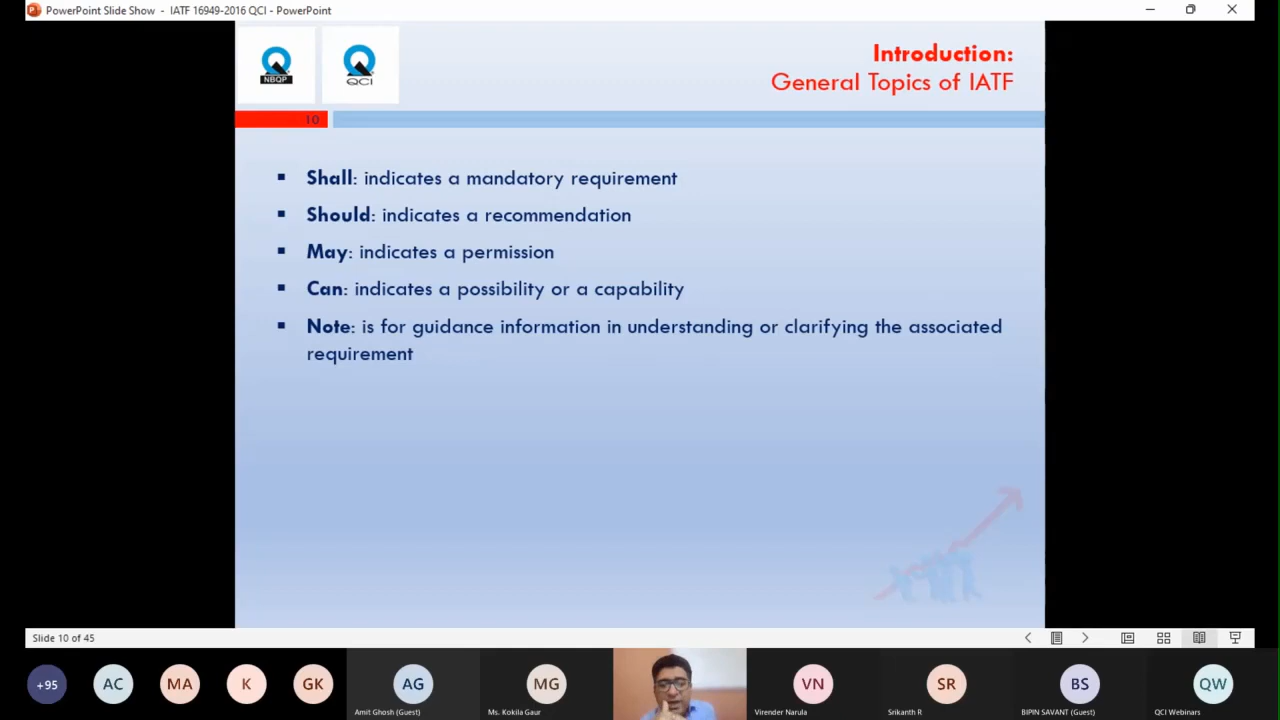 PowerPoint Slide Show - IATF 16949-2016 QCI - PowerPoint
NBQP
QCI
Introduction:
General Topics of IATF
10
▪ Shall: indicates a mandatory requirement
▪ Should: indicates a recommendation
▪ May: indicates a permission
▪ Can: indicates a possibility or a capability
▪ Note: is for guidance information in understanding or clarifying the associated
requirement
Slide 10 of 45
+95
AC
MA
K
GK
AG
MG
VN
SR
BS
QW
Amit Ghosh (Guest)
Ms. Kokila Gaur
Virender Narula
Srikanth R
BIPIN SAVANT (Guest)
QCI Webinars